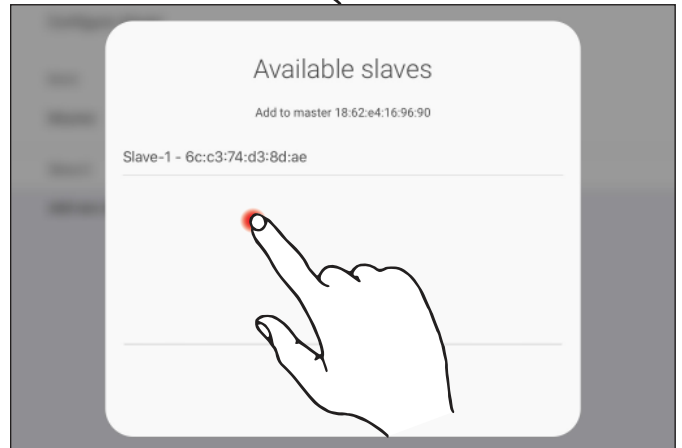 Available slaves
Add to master 18:62:e4:16:96:90
Slave-1 - 6c:c3:74:d3:8d:ae